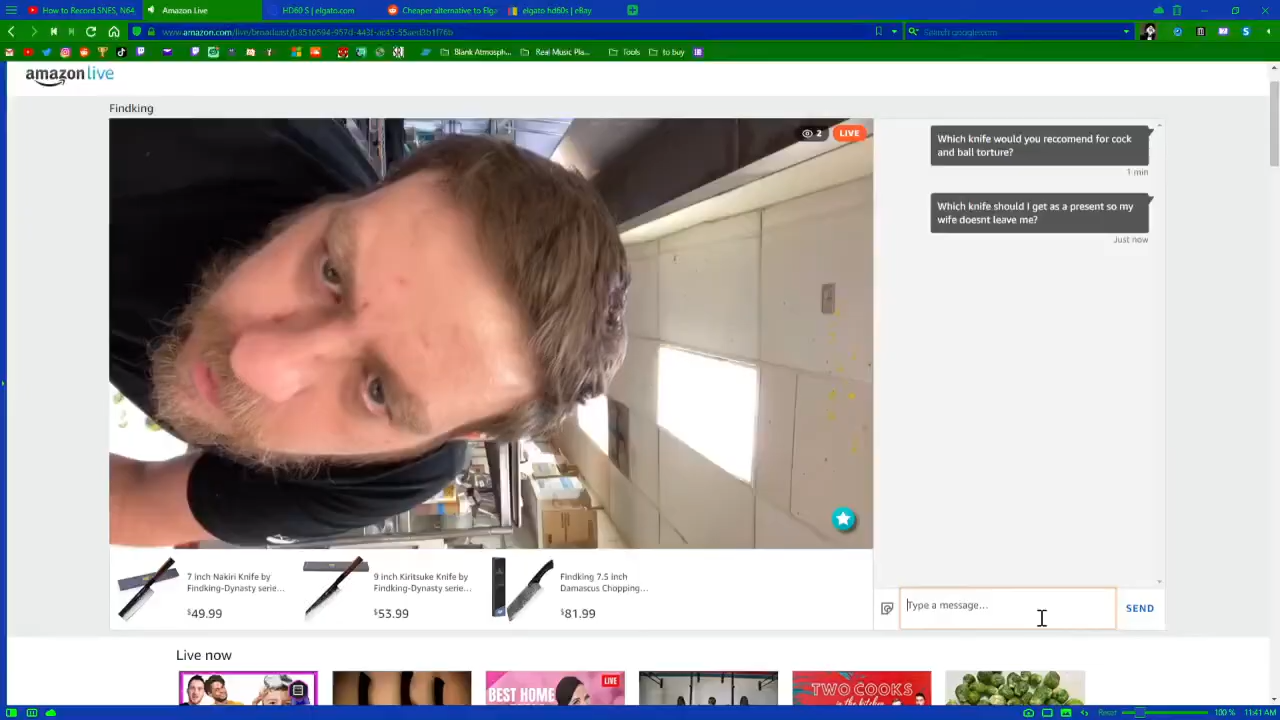 How to Record SNES, N64
Amazon Live
HD60 S | elgato.com
Cheaper alternative to Elga
elgato hd60s | eBay
Search google.com
Blank Atmosph...
Real Music Pla...
Tools
to buy
amazon live
Findking
2
LIVE
Which knife would you reccomend for cock
and ball torture?
1 min
Which knife should I get as a present so my
wife doesnt leave me?
Just now
7 inch Nakiri Knife by
Findking-Dynasty serie...
$49.99
9 inch Kiritsuke Knife by
Findking-Dynasty serie...
$53.99
Findking 7.5 inch
Damascus Chopping...
$81.99
Type a message...
SEND
Live now
BEST HOME
LIVE
TWO COOKS
in the kitchen
Reset
100 %
11:41 AM